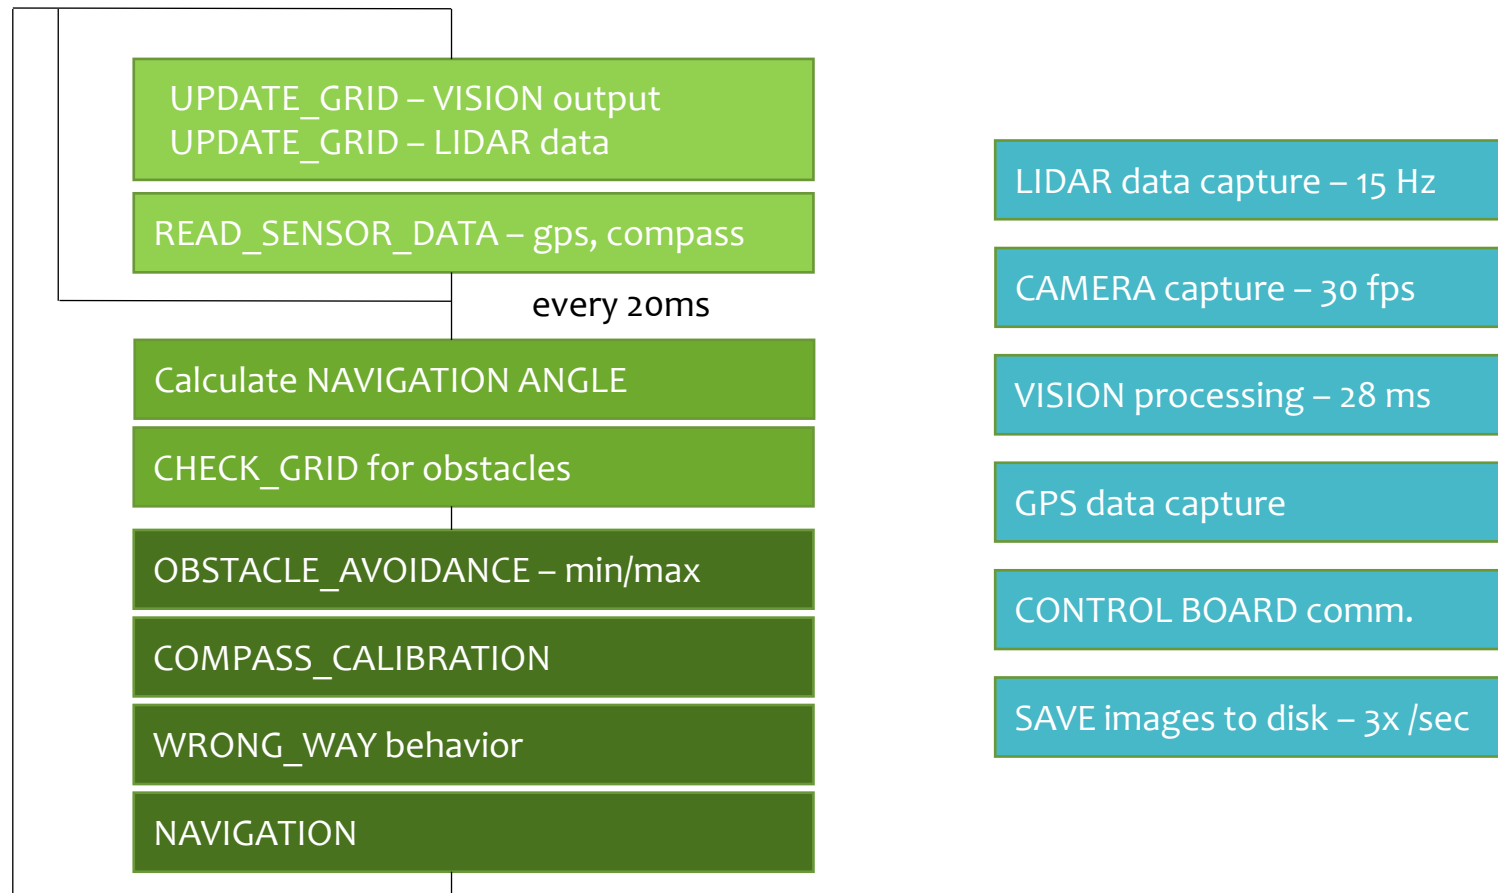 UPDATE_GRID – VISION output
UPDATE_GRID – LIDAR data
READ_SENSOR_DATA – gps, compass
every 20ms
Calculate NAVIGATION ANGLE
CHECK_GRID for obstacles
OBSTACLE_AVOIDANCE – min/max
COMPASS_CALIBRATION
WRONG_WAY behavior
NAVIGATION
LIDAR data capture – 15 Hz
CAMERA capture – 30 fps
VISION processing – 28 ms
GPS data capture
CONTROL BOARD comm.
SAVE images to disk – 3x /sec